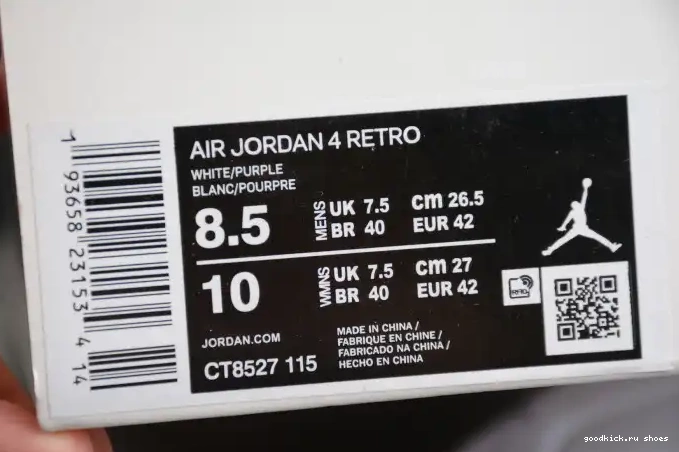 AIR JORDAN 4 RETRO
WHITE/PURPLE
BLANC/POURPRE
8.5 MENS UK 7.5 Cm 26.5
BR 40 EUR 42
10 WMNS UK 7.5 Cm 27
BR 40 EUR 42
JORDAN.COM
CT8527 115
MADE IN CHINA /
FABRIQUE EN CHINE /
FABRICADO NA CHINA /
HECHO EN CHINA
RFID
1 93658 23153 4 14
goodkick.ru shoes